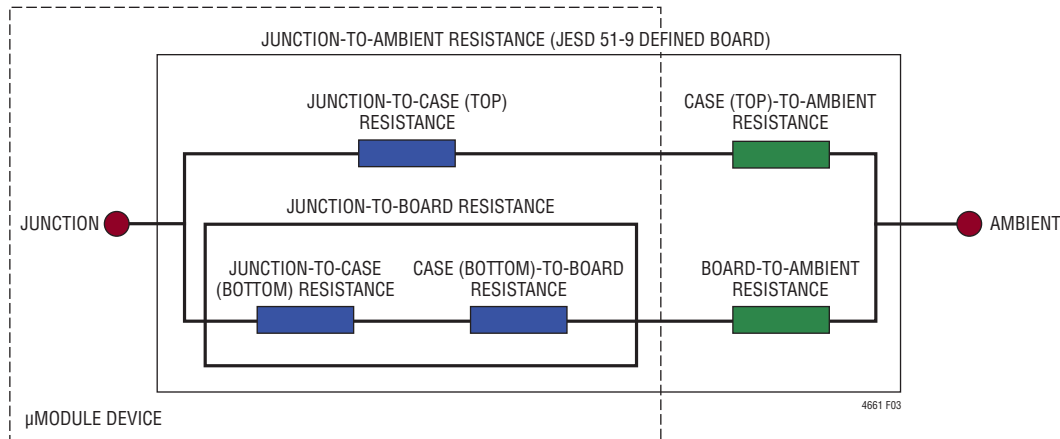 JUNCTION-TO-AMBIENT RESISTANCE (JESD 51-9 DEFINED BOARD)
JUNCTION-TO-CASE (TOP)
RESISTANCE
CASE (TOP)-TO-AMBIENT
RESISTANCE
JUNCTION
JUNCTION-TO-BOARD RESISTANCE
AMBIENT
JUNCTION-TO-CASE
(BOTTOM) RESISTANCE
CASE (BOTTOM)-TO-BOARD
RESISTANCE
BOARD-TO-AMBIENT
RESISTANCE
4661 F03
µMODULE DEVICE